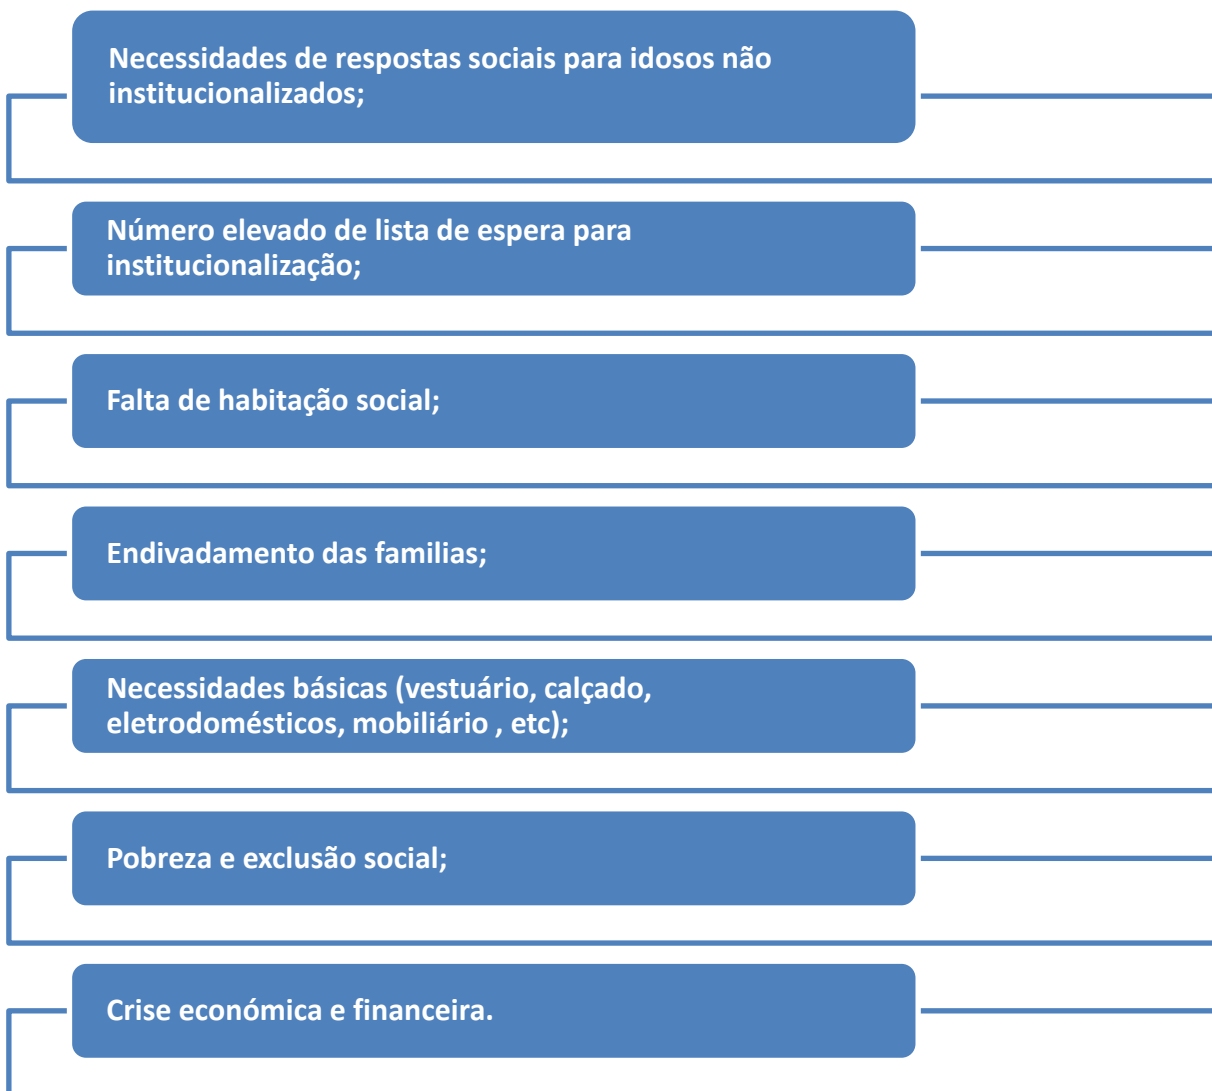 Necessidades de respostas sociais para idosos não
institucionalizados;
Número elevado de lista de espera para
institucionalização;
Falta de habitação social;
Endivadamento das familias;
Necessidades básicas (vestuário, calçado,
eletrodomésticos, mobiliário , etc);
Pobreza e exclusão social;
Crise económica e financeira.